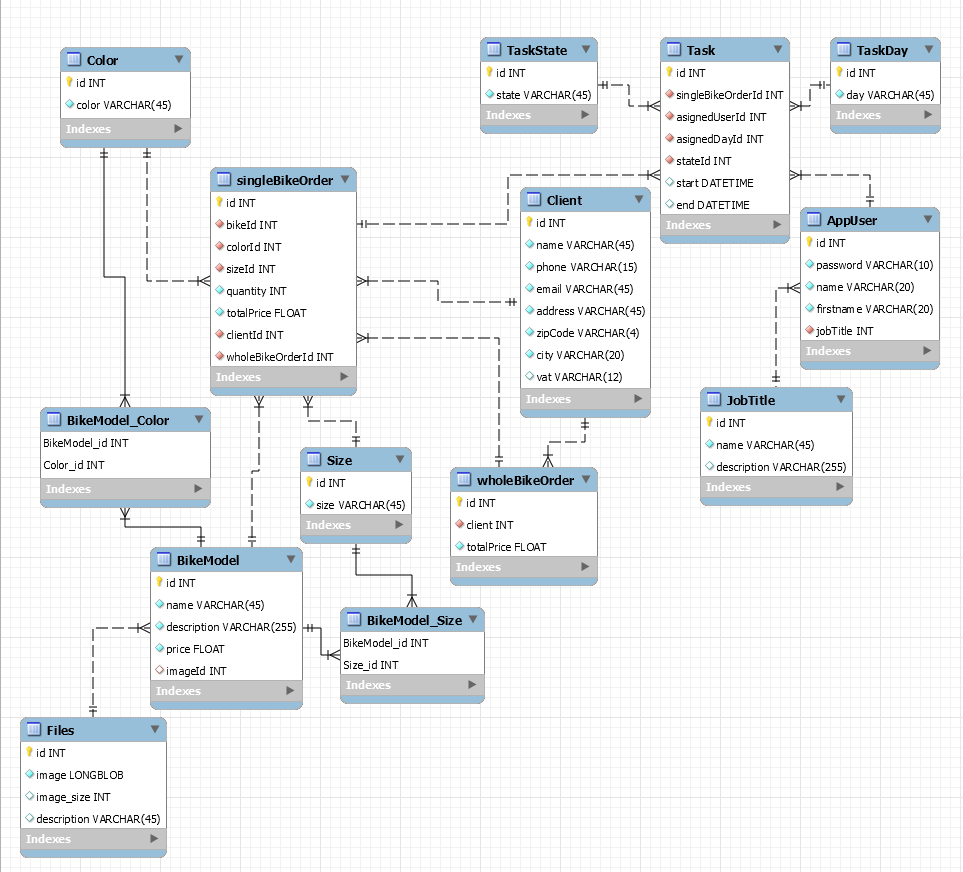 Color
id INT
color VARCHAR(45)
Indexes
TaskState
id INT
state VARCHAR(45)
Indexes
Task
id INT
singleBikeOrderId INT
asignedUserId INT
asignedDayId INT
stateId INT
start DATETIME
end DATETIME
Indexes
TaskDay
id INT
day VARCHAR(45)
Indexes
singleBikeOrder
id INT
bikeId INT
colorId INT
sizeId INT
quantity INT
totalPrice FLOAT
clientId INT
wholeBikeOrderId INT
Indexes
Client
id INT
name VARCHAR(45)
phone VARCHAR(15)
email VARCHAR(45)
address VARCHAR(45)
zipCode VARCHAR(4)
city VARCHAR(20)
vat VARCHAR(12)
Indexes
AppUser
id INT
password VARCHAR(10)
name VARCHAR(20)
firstname VARCHAR(20)
jobTitle INT
Indexes
JobTitle
id INT
name VARCHAR(45)
description VARCHAR(255)
Indexes
BikeModel_Color
BikeModel_id INT
Color_id INT
Indexes
Size
id INT
size VARCHAR(45)
Indexes
wholeBikeOrder
id INT
client INT
totalPrice FLOAT
Indexes
BikeModel
id INT
name VARCHAR(45)
description VARCHAR(255)
price FLOAT
imageId INT
Indexes
BikeModel_Size
BikeModel_id INT
Size_id INT
Indexes
Files
id INT
image LONGBLOB
image_size INT
description VARCHAR(45)
Indexes